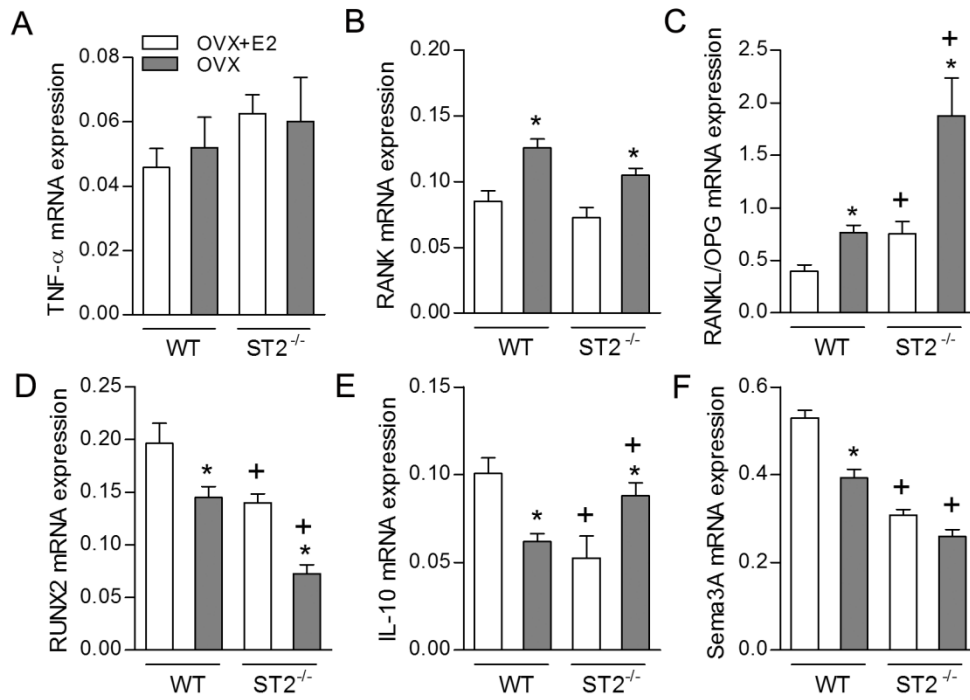 A
OVX+E2
OVX
TNF-α mRNA expression
0.08
0.06
0.04
0.02
0.00
WT
ST2 -/-
B
RANK mRNA expression
0.20
0.15
0.10
0.05
0.00
*
*
WT
ST2 -/-
C
RANKL/OPG mRNA expression
2.5
2.0
1.5
1.0
0.5
0.0
*
+
+
*
WT
ST2 -/-
D
RUNX2 mRNA expression
0.25
0.20
0.15
0.10
0.05
0.00
*
+
+
*
WT
ST2 -/-
E
IL-10 mRNA expression
0.15
0.10
0.05
0.00
*
+
+
*
WT
ST2 -/-
F
Sema3A mRNA expression
0.6
0.4
0.2
0.0
*
+
+
WT
ST2 -/-